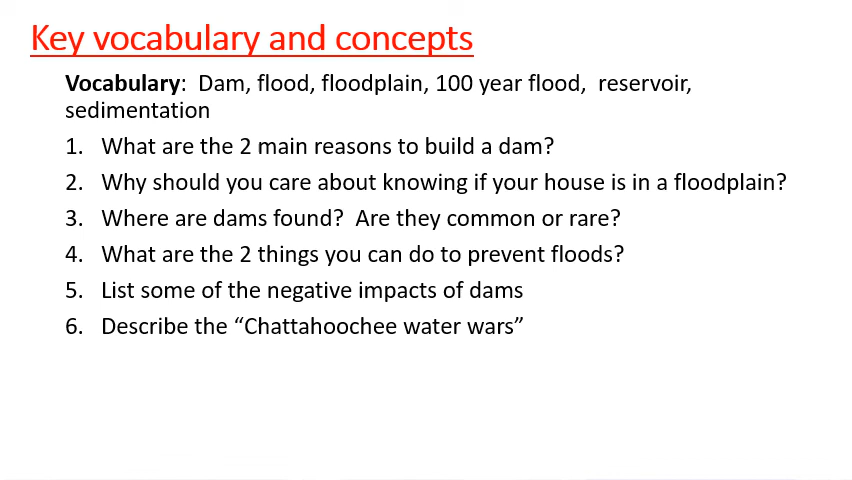 Key vocabulary and concepts
Vocabulary:  Dam, flood, floodplain, 100 year flood,  reservoir,
sedimentation
1. What are the 2 main reasons to build a dam?
2. Why should you care about knowing if your house is in a floodplain?
3. Where are dams found?  Are they common or rare?
4. What are the 2 things you can do to prevent floods?
5. List some of the negative impacts of dams
6. Describe the “Chattahoochee water wars”